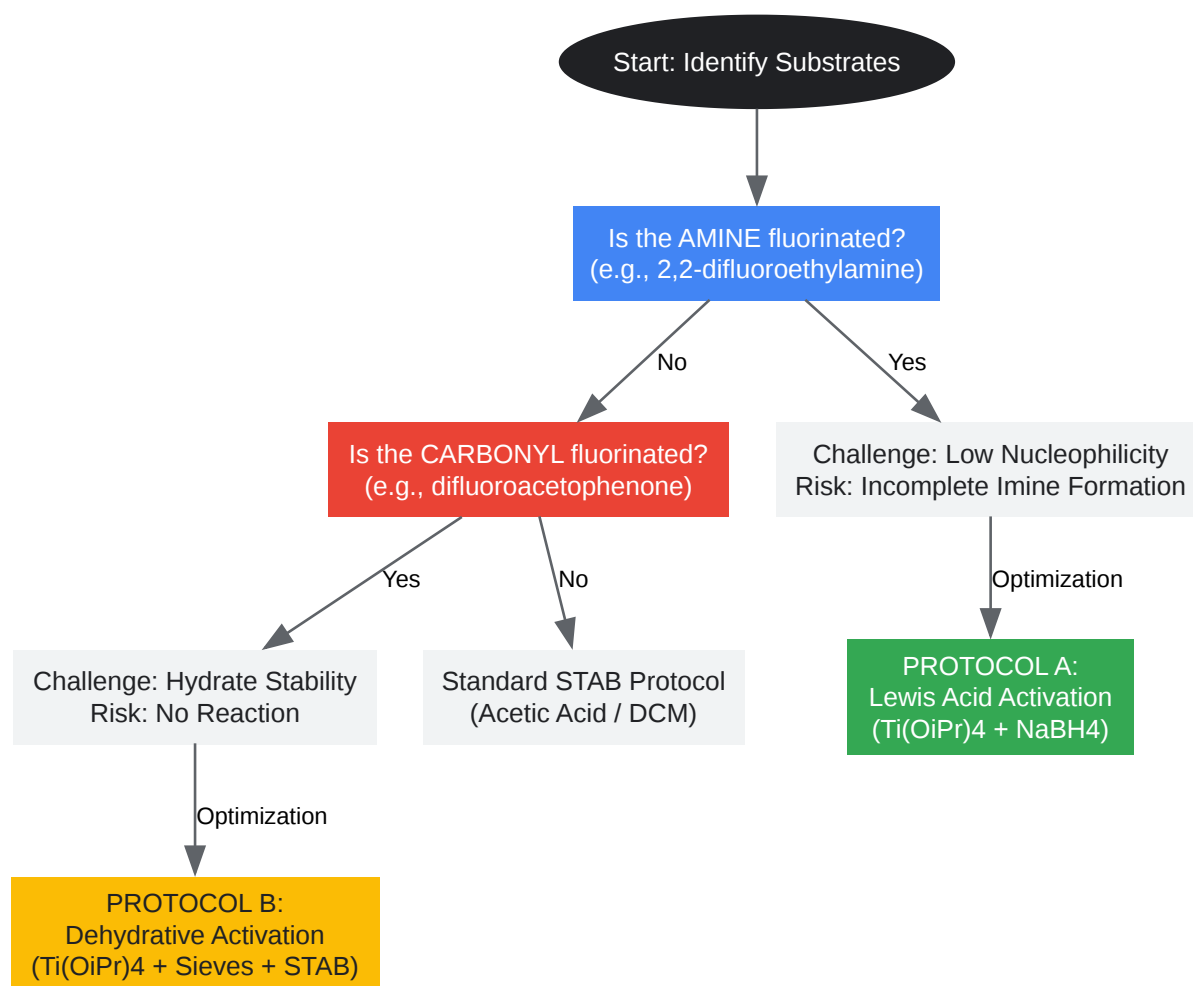 Start: Identify Substrates
Is the AMINE fluorinated?
(e.g., 2,2-difluoroethylamine)
No
Yes
Is the CARBONYL fluorinated?
(e.g., difluoroacetophenone)
Challenge: Low Nucleophilicity
Risk: Incomplete Imine Formation
Yes
No
Optimization
Challenge: Hydrate Stability
Risk: No Reaction
Standard STAB Protocol
(Acetic Acid / DCM)
PROTOCOL A:
Lewis Acid Activation
(Ti(OiPr)4 + NaBH4)
Optimization
PROTOCOL B:
Dehydrative Activation
(Ti(OiPr)4 + Sieves + STAB)